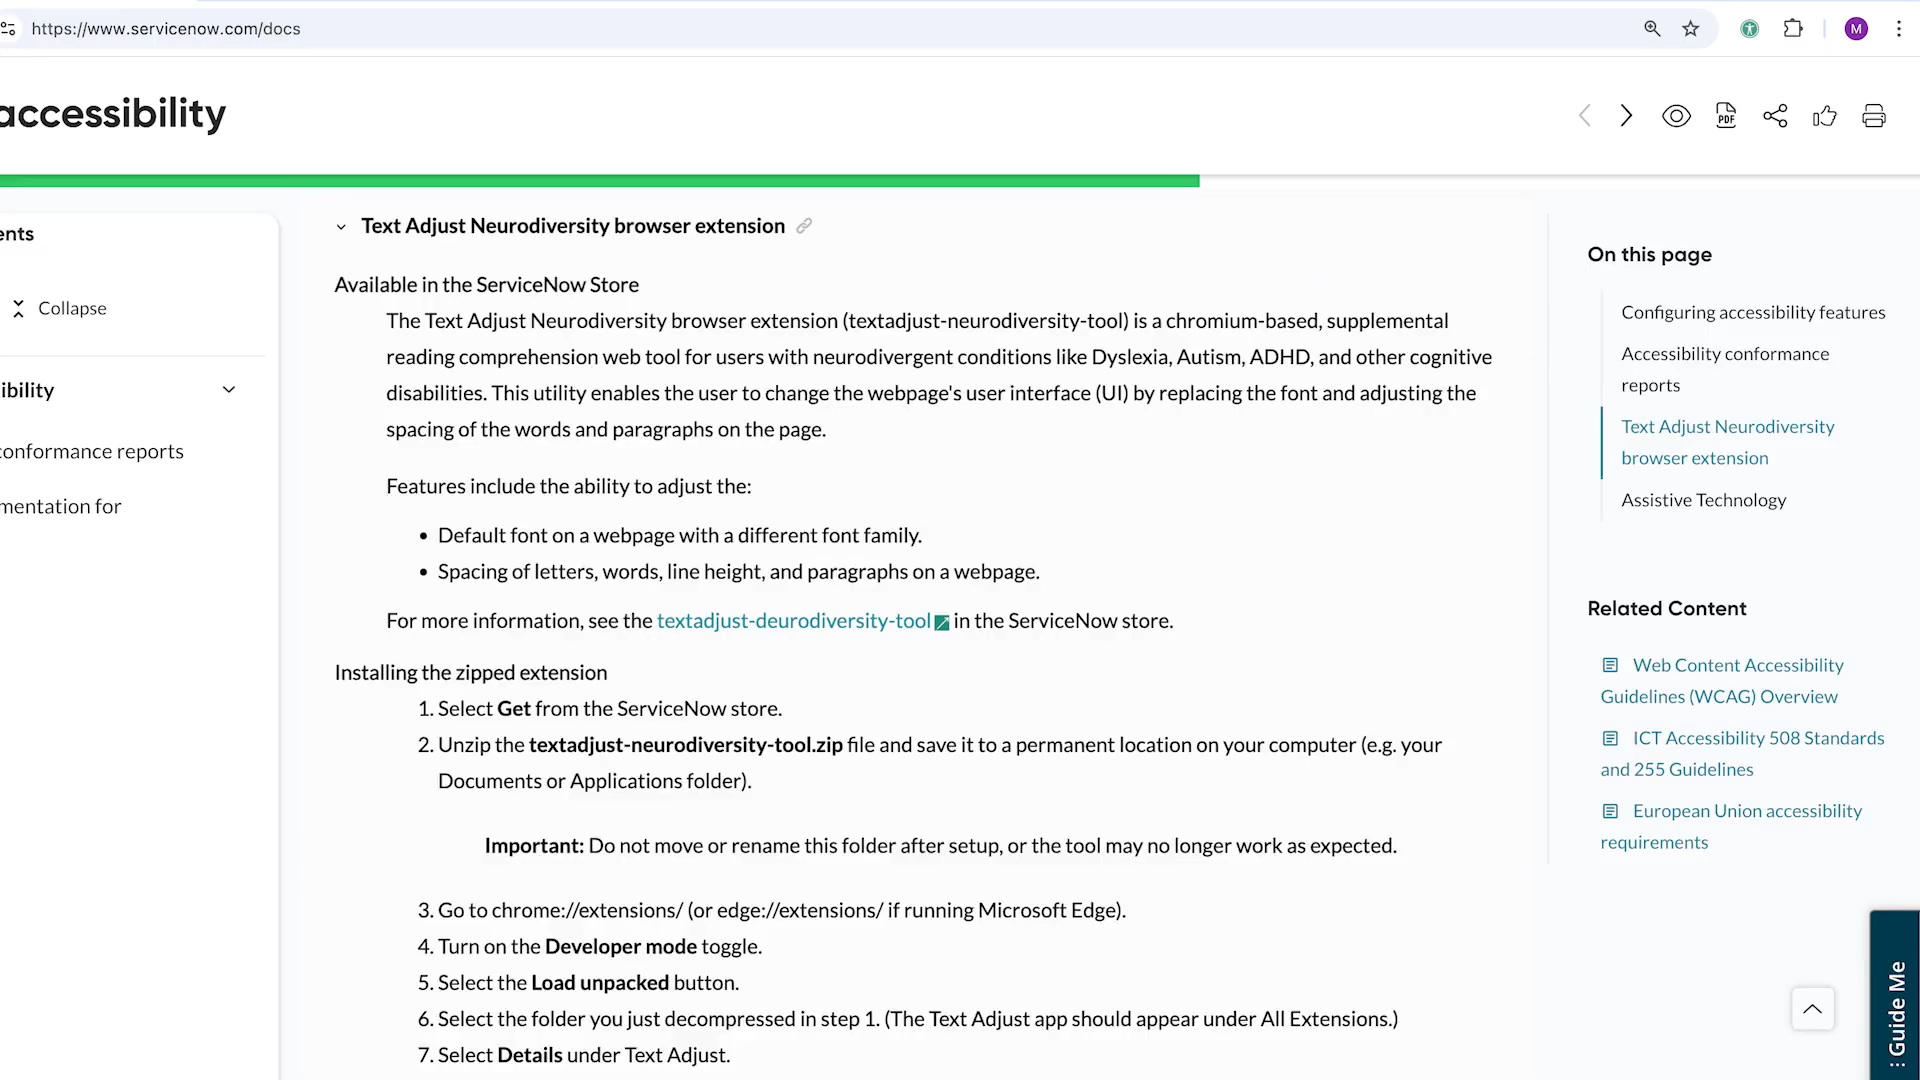 https://www.servicenow.com/docs
M
accessibility
PDF
ents
Collapse
ibility
conformance reports
mentation for
Text Adjust Neurodiversity browser extension
Available in the ServiceNow Store
The Text Adjust Neurodiversity browser extension (textadjust-neurodiversity-tool) is a chromium-based, supplemental
reading comprehension web tool for users with neurodivergent conditions like Dyslexia, Autism, ADHD, and other cognitive
disabilities. This utility enables the user to change the webpage's user interface (UI) by replacing the font and adjusting the
spacing of the words and paragraphs on the page.
Features include the ability to adjust the:
• Default font on a webpage with a different font family.
• Spacing of letters, words, line height, and paragraphs on a webpage.
For more information, see the textadjust-deurodiversity-tool in the ServiceNow store.
Installing the zipped extension
1. Select Get from the ServiceNow store.
2. Unzip the textadjust-neurodiversity-tool.zip file and save it to a permanent location on your computer (e.g. your
Documents or Applications folder).
Important: Do not move or rename this folder after setup, or the tool may no longer work as expected.
3. Go to chrome://extensions/ (or edge://extensions/ if running Microsoft Edge).
4. Turn on the Developer mode toggle.
5. Select the Load unpacked button.
6. Select the folder you just decompressed in step 1. (The Text Adjust app should appear under All Extensions.)
7. Select Details under Text Adjust.
On this page
Configuring accessibility features
Accessibility conformance
reports
Text Adjust Neurodiversity
browser extension
Assistive Technology
Related Content
Web Content Accessibility
Guidelines (WCAG) Overview
ICT Accessibility 508 Standards
and 255 Guidelines
European Union accessibility
requirements
Guide Me